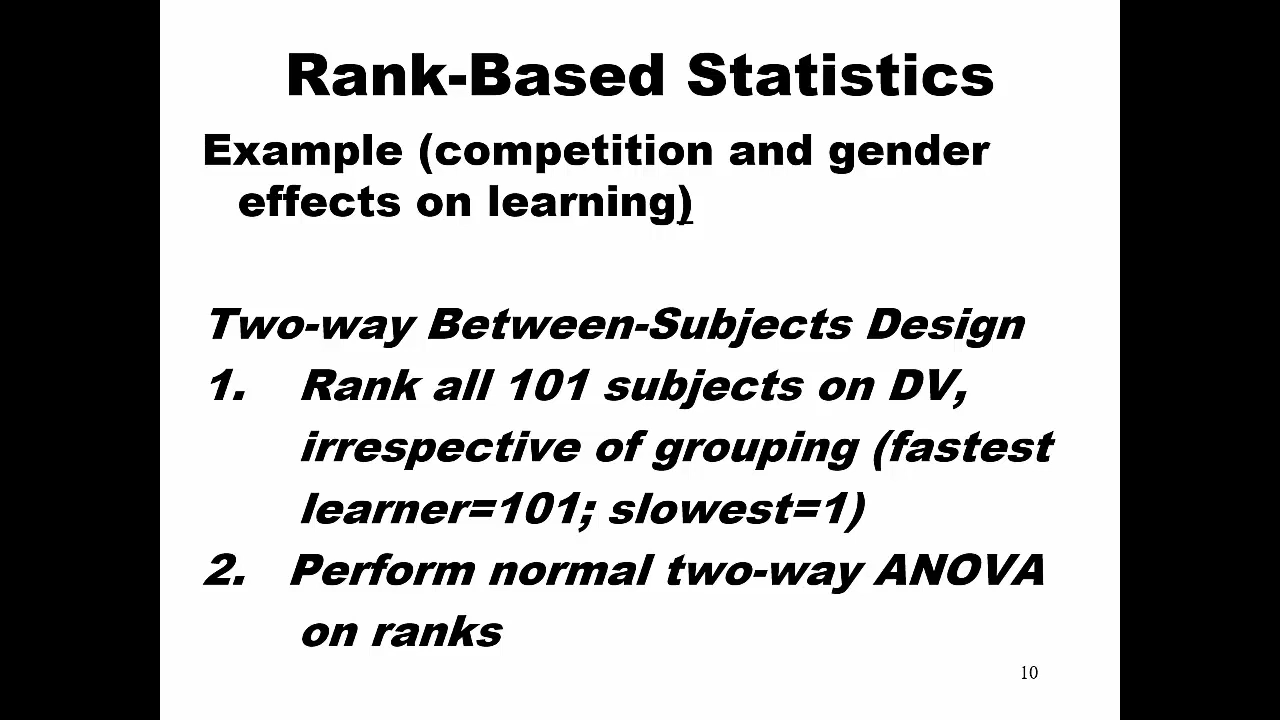 Rank-Based Statistics
Example (competition and gender
effects on learning)
Two-way Between-Subjects Design
1. Rank all 101 subjects on DV,
irrespective of grouping (fastest
learner=101; slowest=1)
2. Perform normal two-way ANOVA
on ranks
10